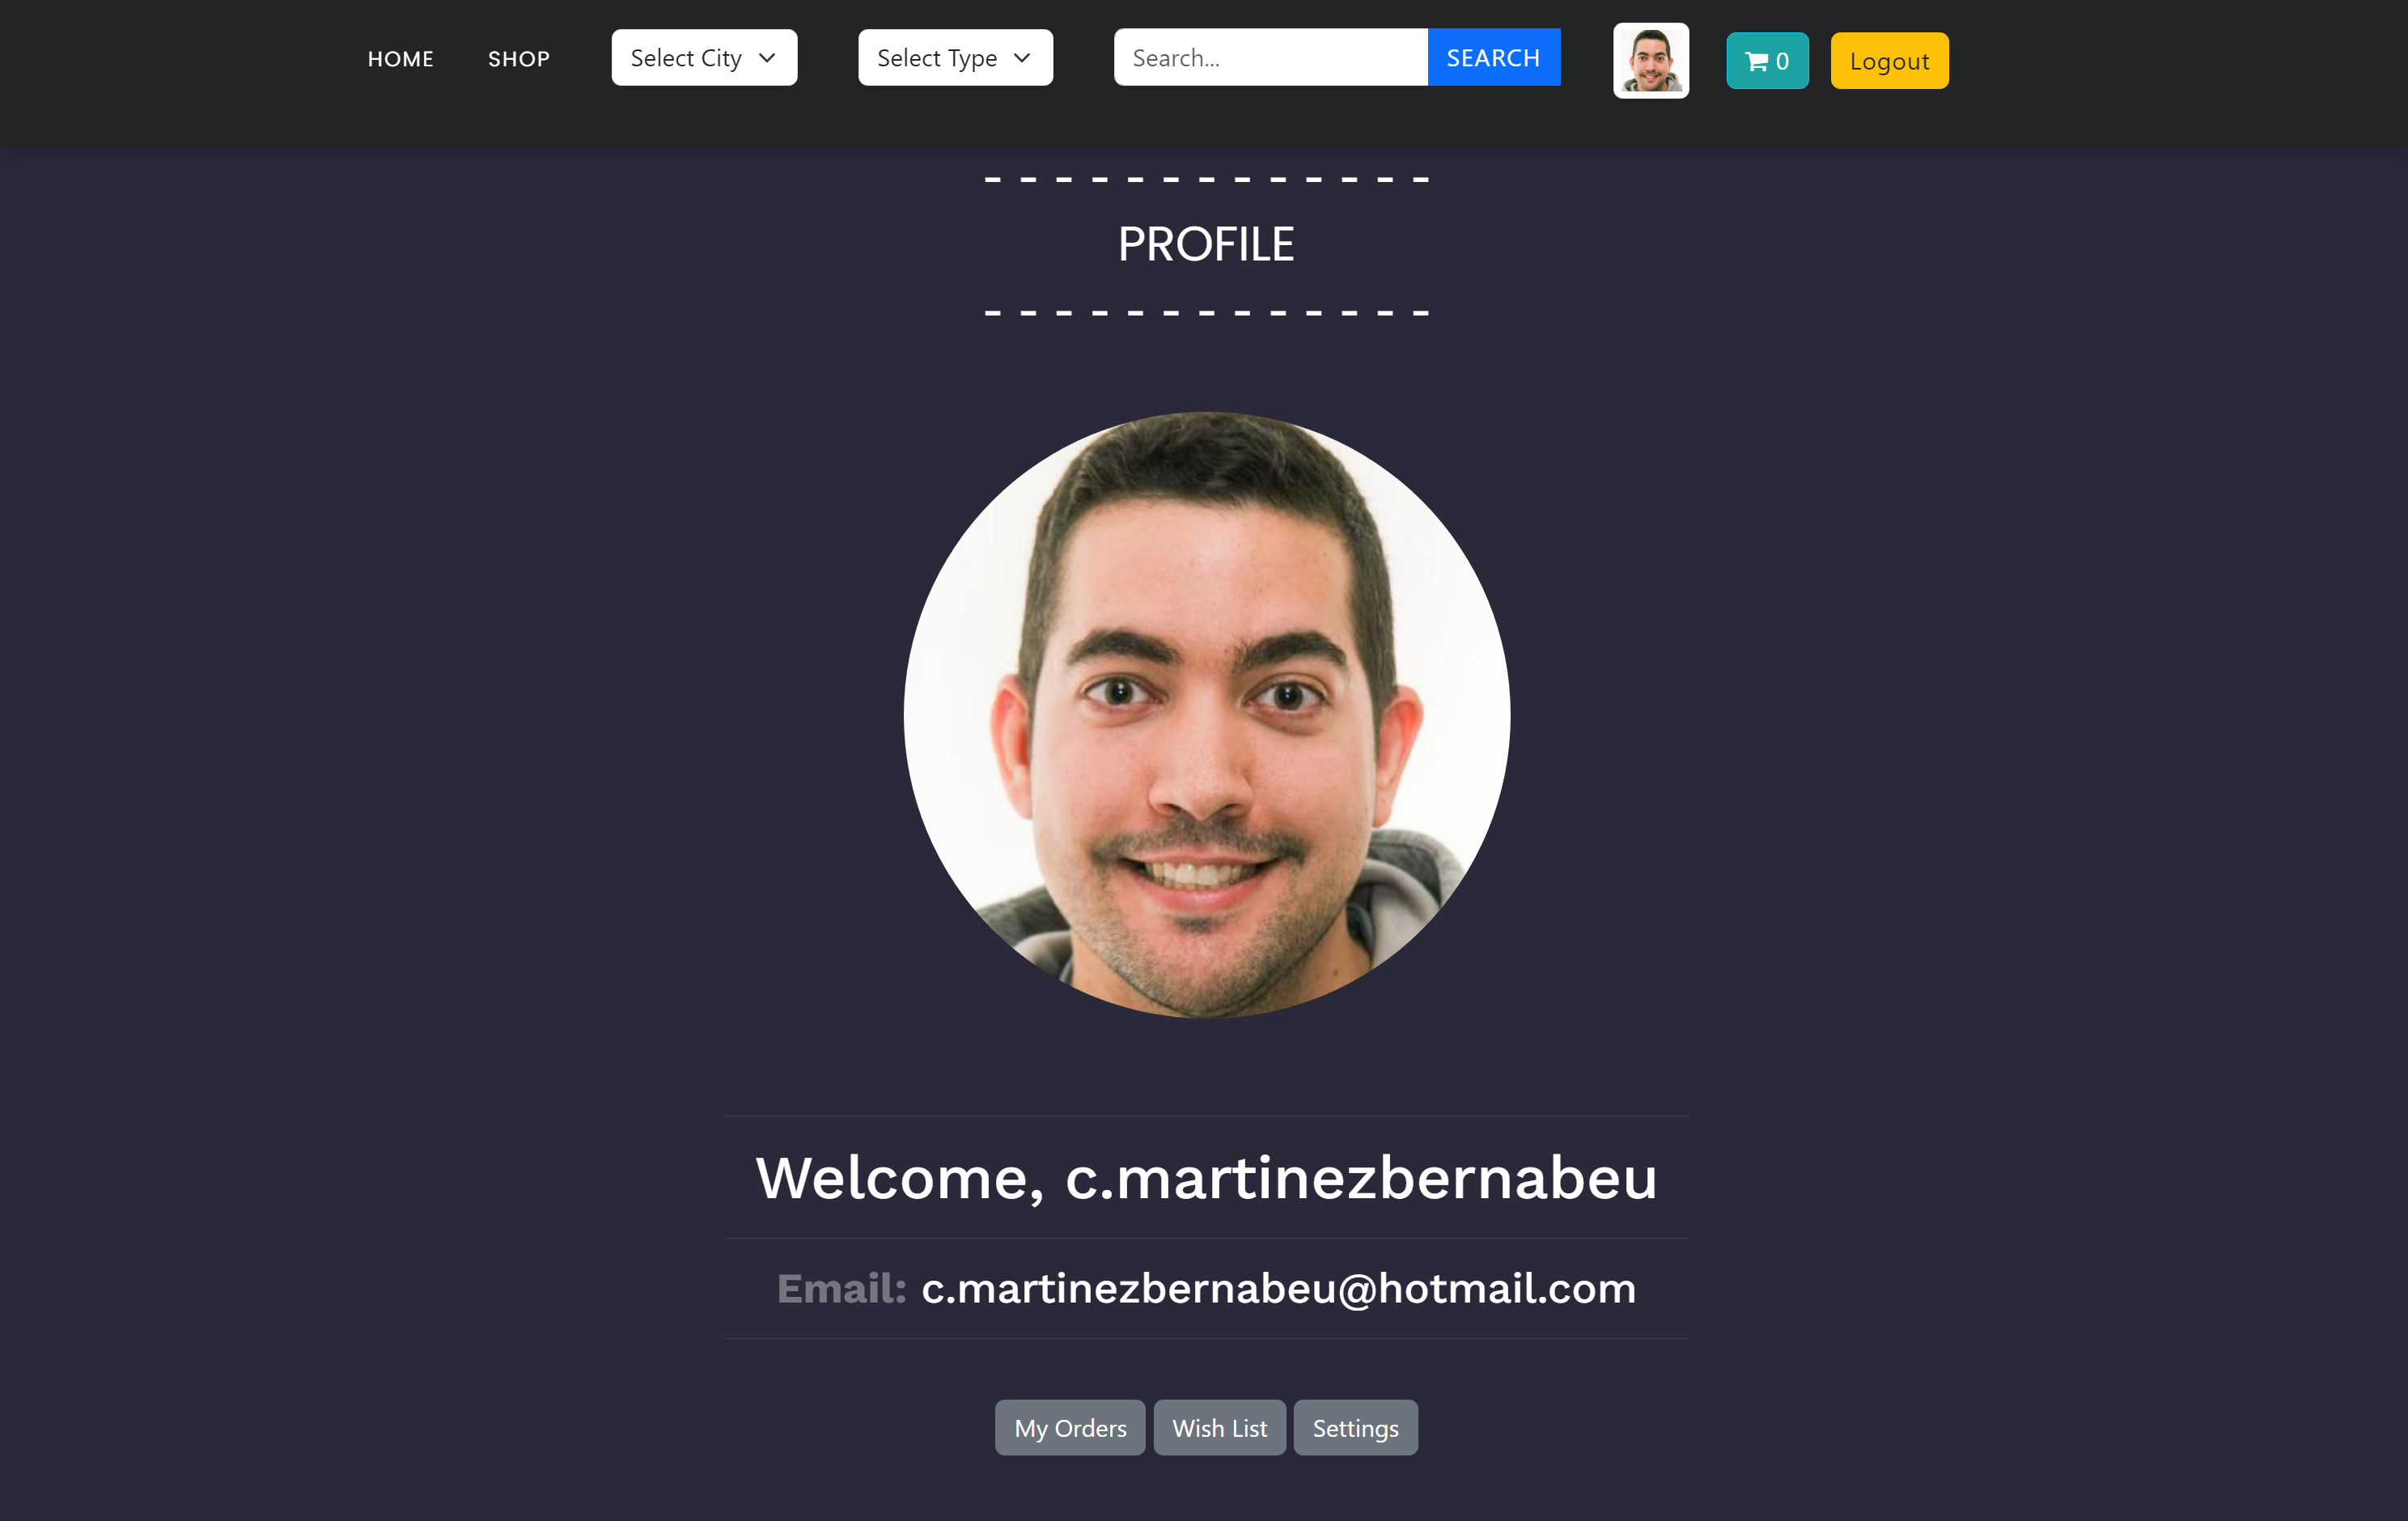 HOME SHOP Select City Select Type Search... SEARCH 0 Logout
- - - - - - - - - - - - -
PROFILE
- - - - - - - - - - - - -
Welcome, c.martinezbernabeu
Email: c.martinezbernabeu@hotmail.com
My Orders Wish List Settings